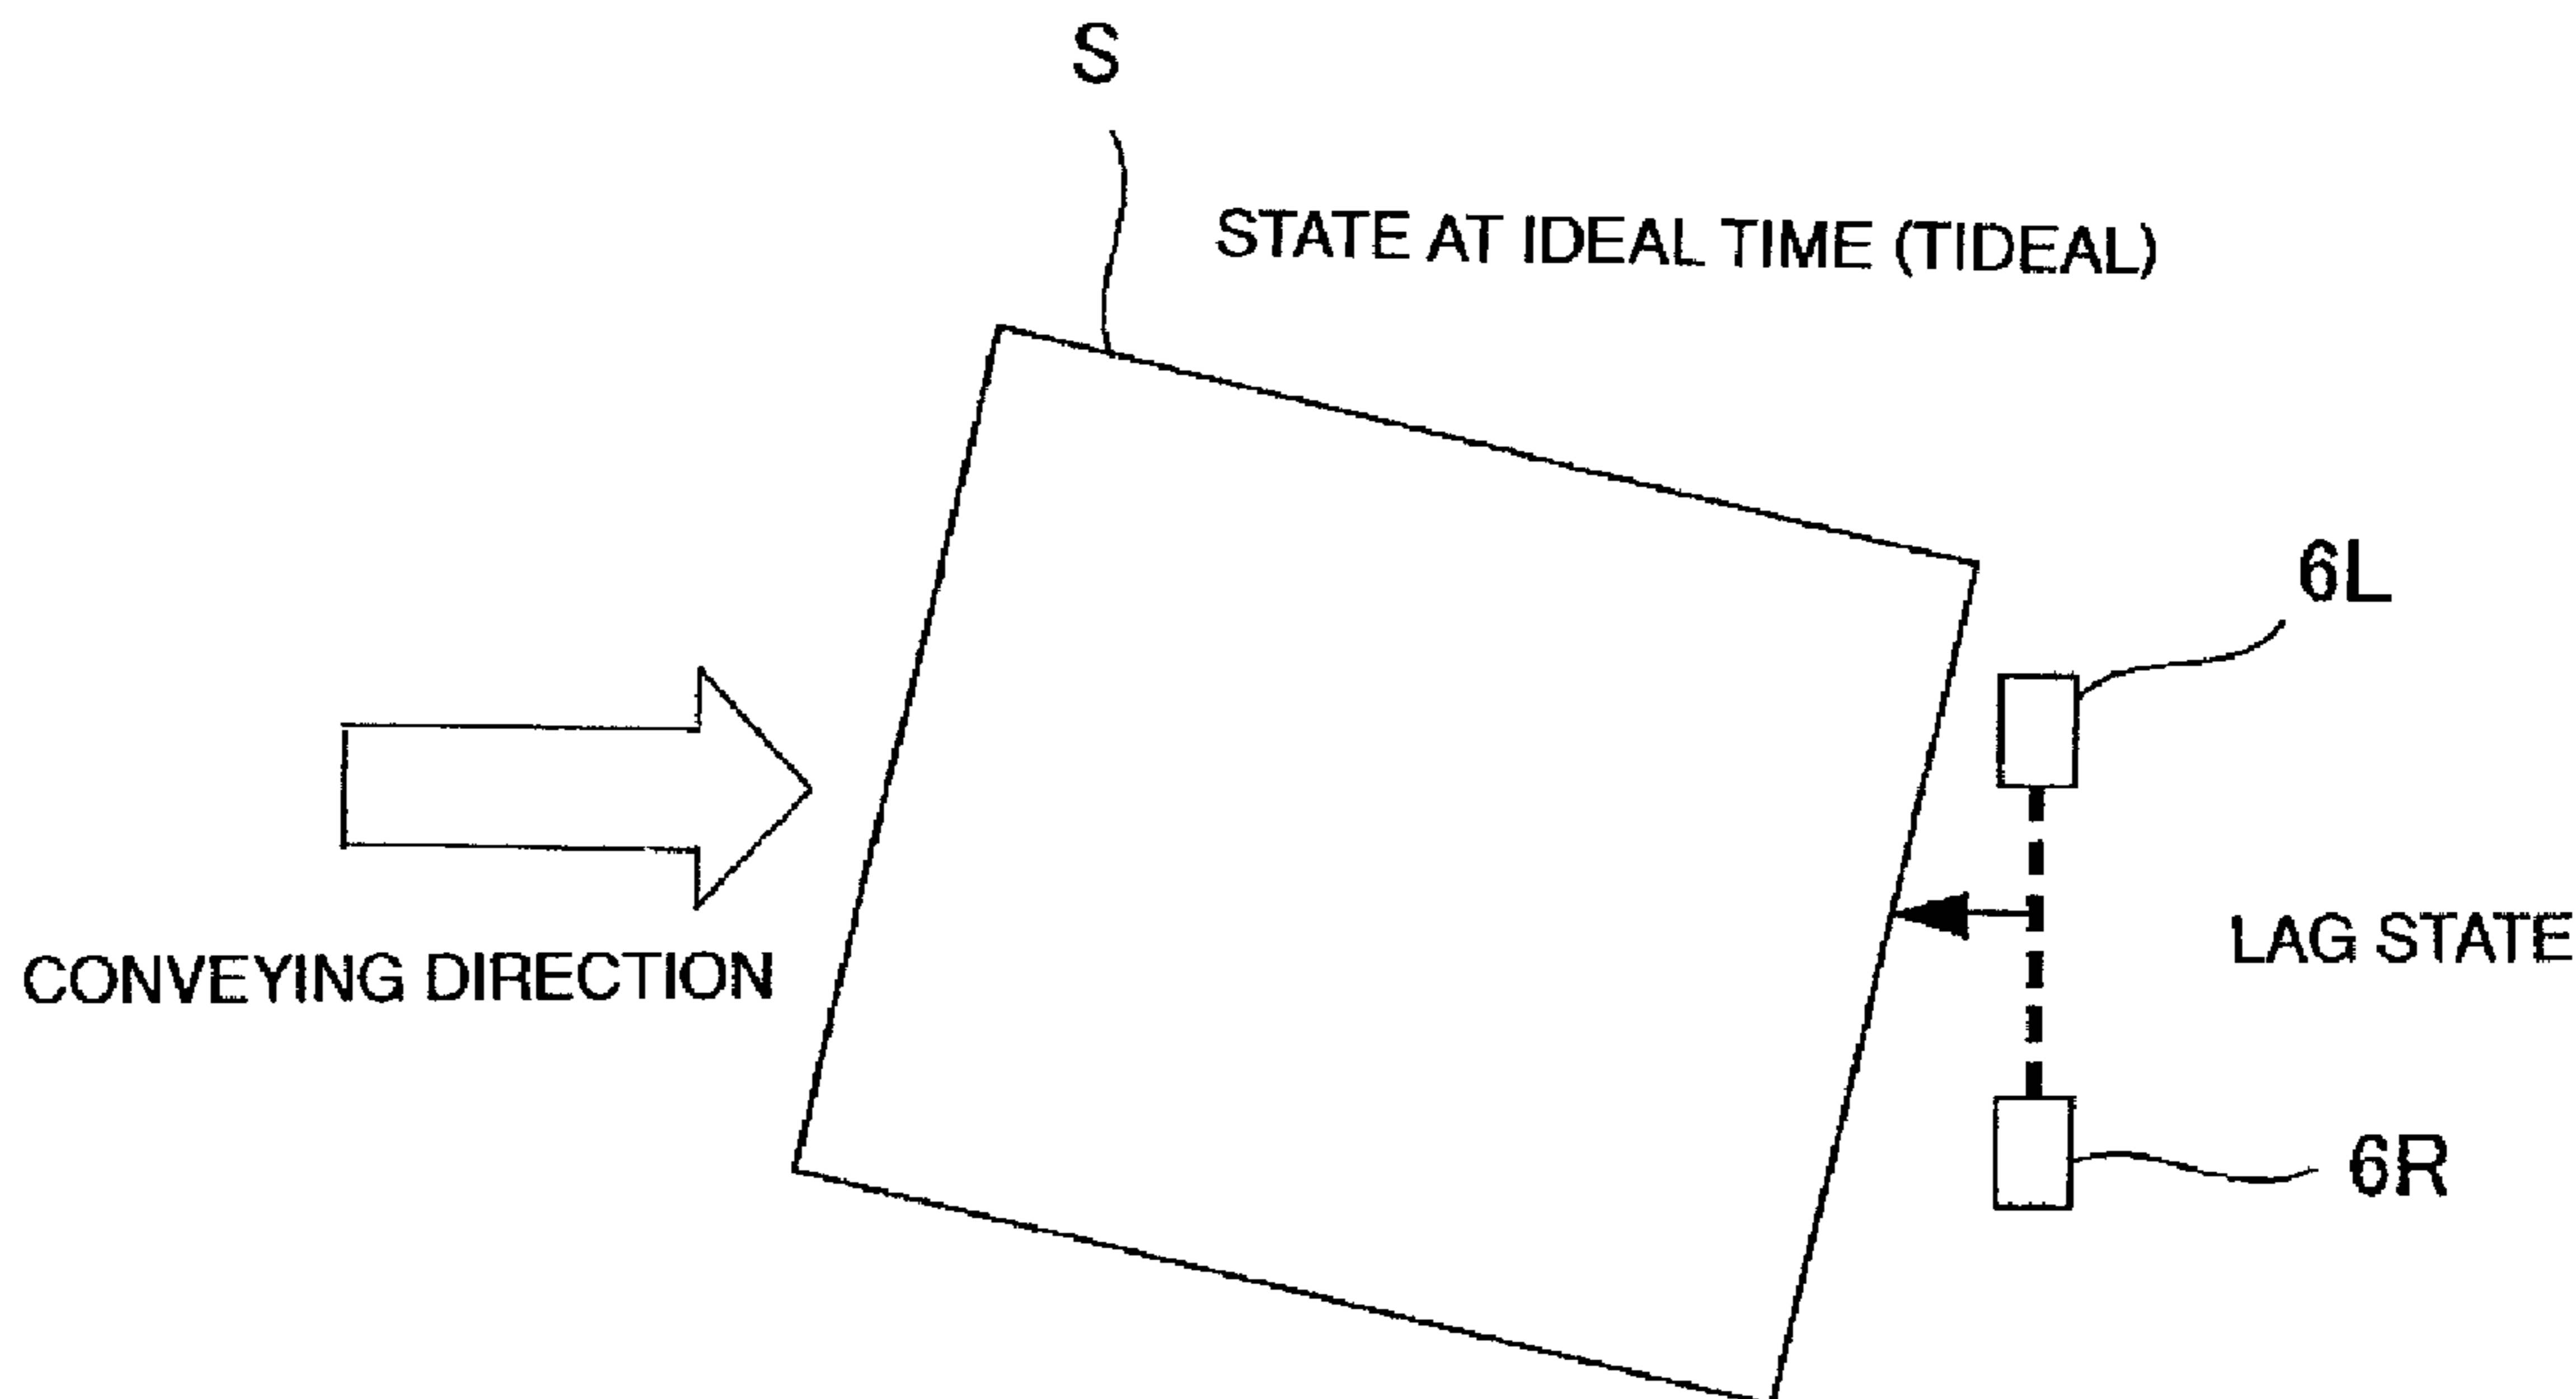 S
STATE AT IDEAL TIME (TIDEAL)
6L
LAG STATE
CONVEYING DIRECTION
6R